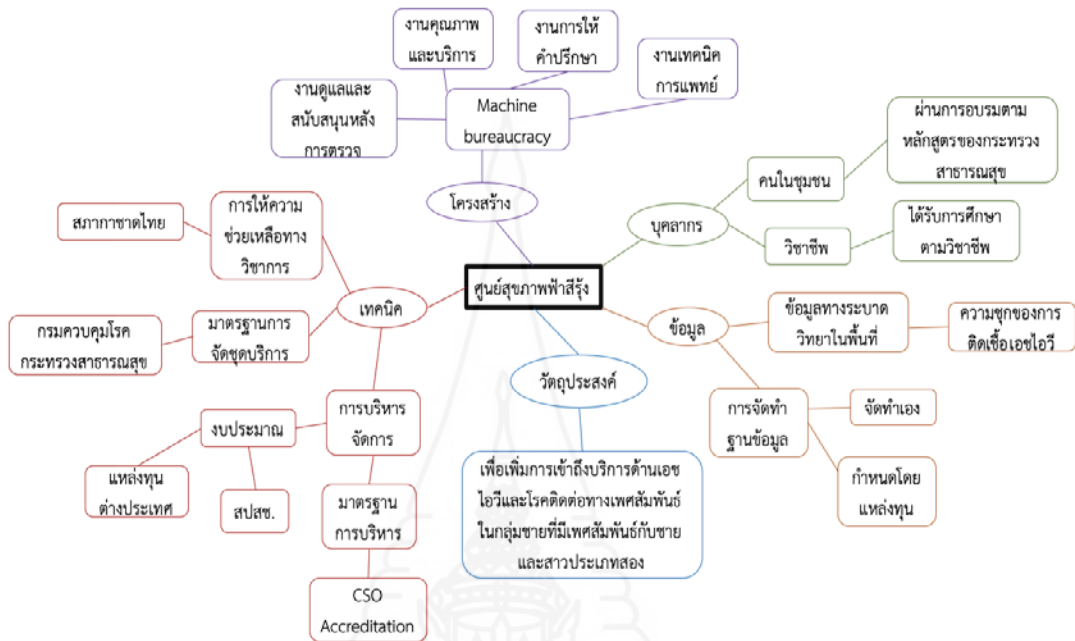 งานคุณภาพ
และบริการ
งานการให้
คำปรึกษา
งานเทคนิค
การแพทย์
งานดูแลและ
สนับสนุนหลัง
การตรวจ
Machine
bureaucracy
โครงสร้าง
ผ่านการอบรมตาม
หลักสูตรของกระทรวง
สาธารณสุข
คนในชุมชน
บุคลากร
วิชาชีพ
ได้รับการศึกษา
ตามวิชาชีพ
สภากาชาดไทย
การให้ความ
ช่วยเหลือทาง
วิชาการ
ศูนย์สุขภาพฟ้าสีรุ้ง
เทคนิค
กรมควบคุมโรค
กระทรวงสาธารณสุข
มาตรฐานการ
จัดชุดบริการ
ข้อมูล
ข้อมูลทางระบาด
วิทยาในพื้นที่
ความชุกของการ
ติดเชื้อเอชไอวี
วัตถุประสงค์
การจัดทำ
ฐานข้อมูล
จัดทำเอง
กำหนดโดย
แหล่งทุน
งบประมาณ
การบริหาร
จัดการ
แหล่งทุน
ต่างประเทศ
สปสช.
มาตรฐาน
การบริหาร
CSO
Accreditation
เพื่อเพิ่มการเข้าถึงบริการด้านเอช
ไอวีและโรคติดต่อทางเพศสัมพันธ์
ในกลุ่มชายที่มีเพศสัมพันธ์กับชาย
และสาวประเภทสอง